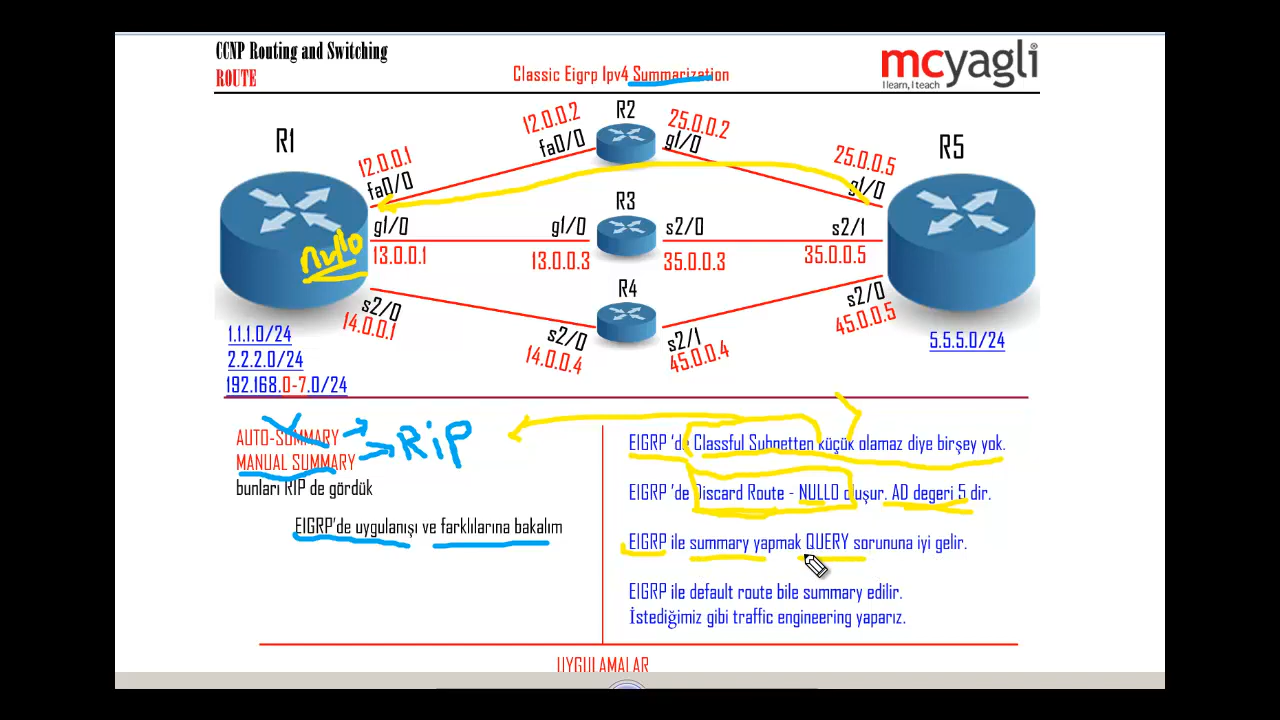 CCNP Routing and Switching
ROUTE
Classic Eigrp Ipv4 Summarization
mcyagli
I learn, I teach
R1
12.0.0.1
fa0/0
g1/0
13.0.0.1
s2/0
14.0.0.1
null0
1.1.1.0/24
2.2.2.0/24
192.168.0-7.0/24
R2
12.0.0.2
fa0/0
25.0.0.2
g1/0
R3
g1/0
13.0.0.3
s2/0
35.0.0.3
R4
s2/0
14.0.0.4
s2/1
45.0.0.4
R5
25.0.0.5
g1/0
s2/1
35.0.0.5
s2/0
45.0.0.5
5.5.5.0/24
AUTO-SUMMARY
MANUAL SUMMARY
RiP
bunları RIP de gördük
EIGRP'de uygulanışı ve farklılarına bakalım
EIGRP 'de Classful Subnetten küçük olamaz diye birşey yok.
EIGRP 'de Discard Route - NULL0 oluşur. AD degeri 5 dir.
EIGRP ile summary yapmak QUERY sorununa iyi gelir.
EIGRP ile default route bile summary edilir.
İstediğimiz gibi traffic engineering yaparız.
UYGULAMALAR